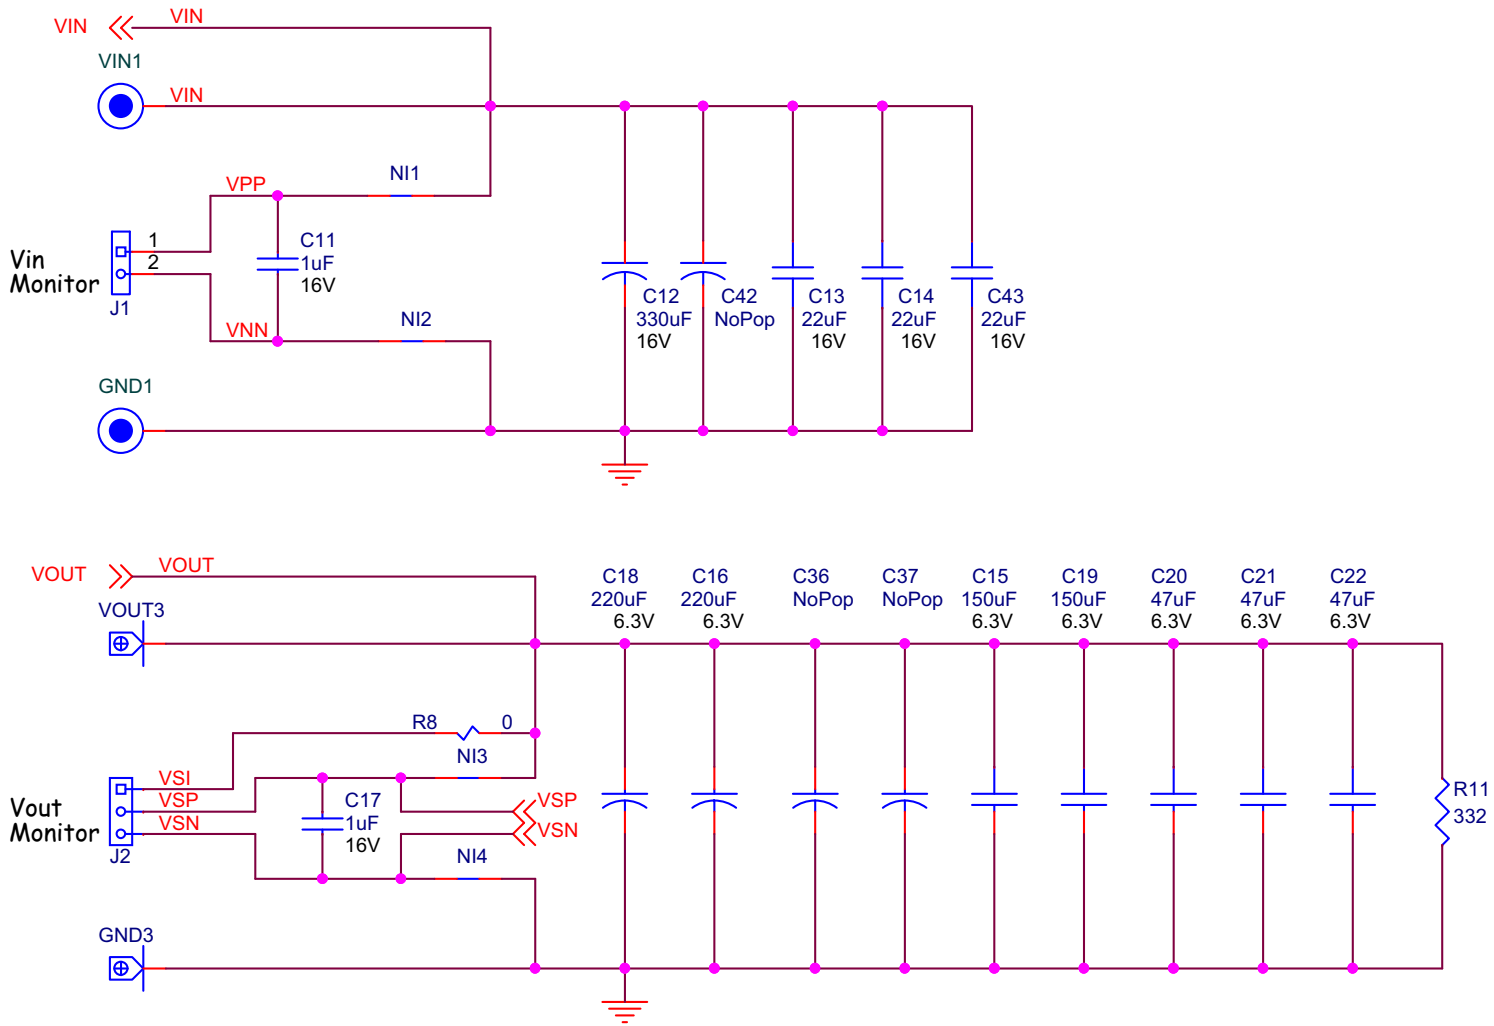 VIN
VIN
VIN1
VIN
VPP
NI1
Vin
Monitor
1
2
J1
C11
1uF
16V
VNN
NI2
C12
330uF
16V
C42
NoPop
C13
22uF
16V
C14
22uF
16V
C43
22uF
16V
GND1
VOUT
VOUT
VOUT3
C18
220uF
6.3V
C16
220uF
6.3V
C36
NoPop
C37
NoPop
C15
150uF
6.3V
C19
150uF
6.3V
C20
47uF
6.3V
C21
47uF
6.3V
C22
47uF
6.3V
R8
0
NI3
Vout
Monitor
VSI
VSP
VSN
J2
C17
1uF
16V
VSP
VSN
NI4
R11
332
GND3